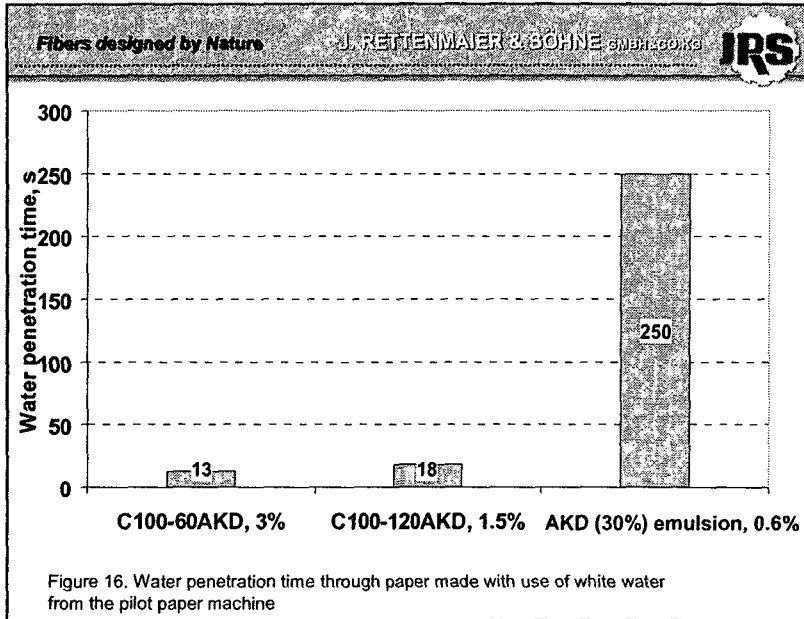 Fibers designed by Nature J. RETTENMAIER & SÖHNE GMBH&CO.KG JRS
300
250
200
150
100
50
0
Water penetration time, s
13
18
250
C100-60AKD, 3% C100-120AKD, 1.5% AKD (30%) emulsion, 0.6%
Figure 16. Water penetration time through paper made with use of white water
from the pilot paper machine